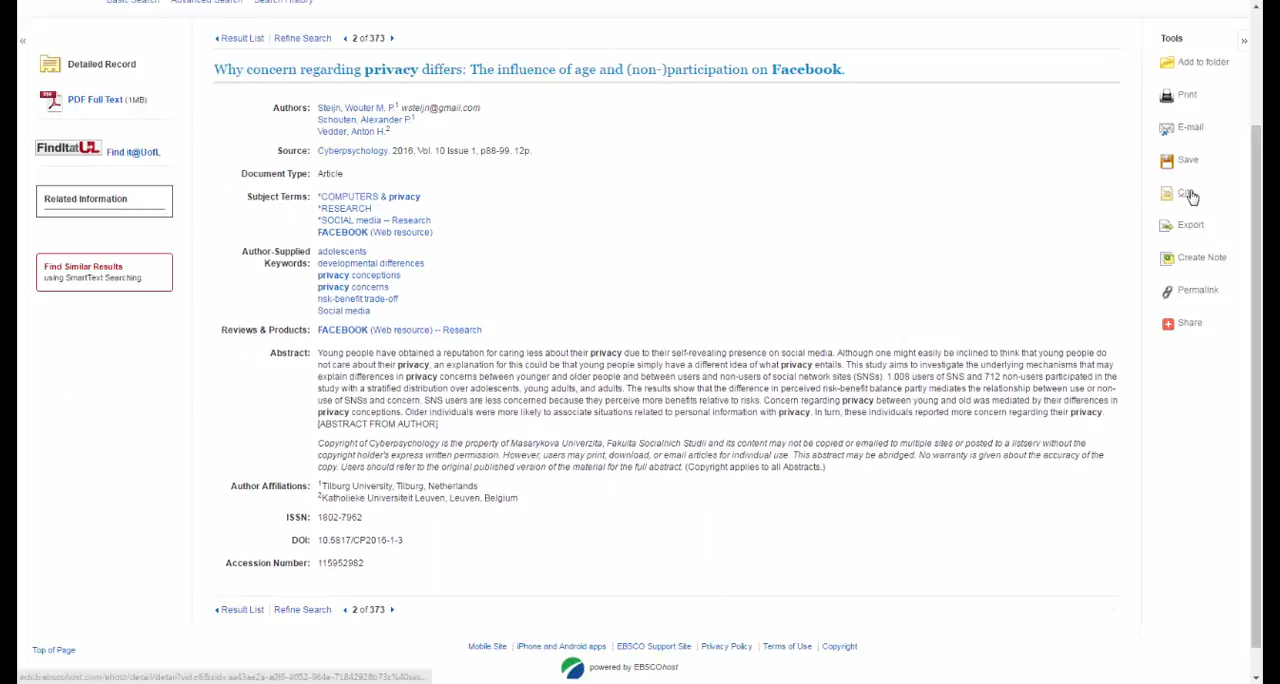 Basic Search Advanced Search Search History
« »
Result List Refine Search 2 of 373
Tools
Detailed Record
Add to folder
Why concern regarding privacy differs: The influence of age and (non-)participation on Facebook.
PDF Full Text (1MB)
Print
Authors: Steijn, Wouter M. P.1 wsteijn@gmail.com
Schouten, Alexander P.1
Vedder, Anton H.2
E-mail
FinditatUL Find it@UofL
Source: Cyberpsychology. 2016, Vol. 10 Issue 1, p88-99. 12p.
Save
Document Type: Article
Related Information
Subject Terms: *COMPUTERS & privacy
*RESEARCH
*SOCIAL media -- Research
FACEBOOK (Web resource)
Export
Author-Supplied Keywords: adolescents
developmental differences
privacy conceptions
privacy concerns
risk-benefit trade-off
Social media
Create Note
Find Similar Results
using SmartText Searching.
Permalink
Share
Reviews & Products: FACEBOOK (Web resource) -- Research
Abstract: Young people have obtained a reputation for caring less about their privacy due to their self-revealing presence on social media. Although one might easily be inclined to think that young people do
not care about their privacy, an explanation for this could be that young people simply have a different idea of what privacy entails. This study aims to investigate the underlying mechanisms that may
explain differences in privacy concerns between younger and older people and between users and non-users of social network sites (SNSs). 1.008 users of SNS and 712 non-users participated in the
study with a stratified distribution over adolescents, young adults, and adults. The results show that the difference in perceived risk-benefit balance partly mediates the relationship between use or non-
use of SNSs and concern. SNS users are less concerned because they perceive more benefits relative to risks. Concern regarding privacy between young and old was mediated by their differences in
privacy conceptions. Older individuals were more likely to associate situations related to personal information with privacy. In turn, these individuals reported more concern regarding their privacy.
[ABSTRACT FROM AUTHOR]
Copyright of Cyberpsychology is the property of Masarykova Univerzita, Fakulta Socialnich Studii and its content may not be copied or emailed to multiple sites or posted to a listserv without the
copyright holder's express written permission. However, users may print, download, or email articles for individual use. This abstract may be abridged. No warranty is given about the accuracy of the
copy. Users should refer to the original published version of the material for the full abstract. (Copyright applies to all Abstracts.)
Author Affiliations: 1Tilburg University, Tilburg, Netherlands
2Katholieke Universiteit Leuven, Leuven, Belgium
ISSN: 1802-7962
DOI: 10.5817/CP2016-1-3
Accession Number: 115952982
Result List Refine Search 2 of 373
Top of Page
Mobile Site iPhone and Android apps EBSCO Support Site Privacy Policy Terms of Use Copyright
powered by EBSCOhost